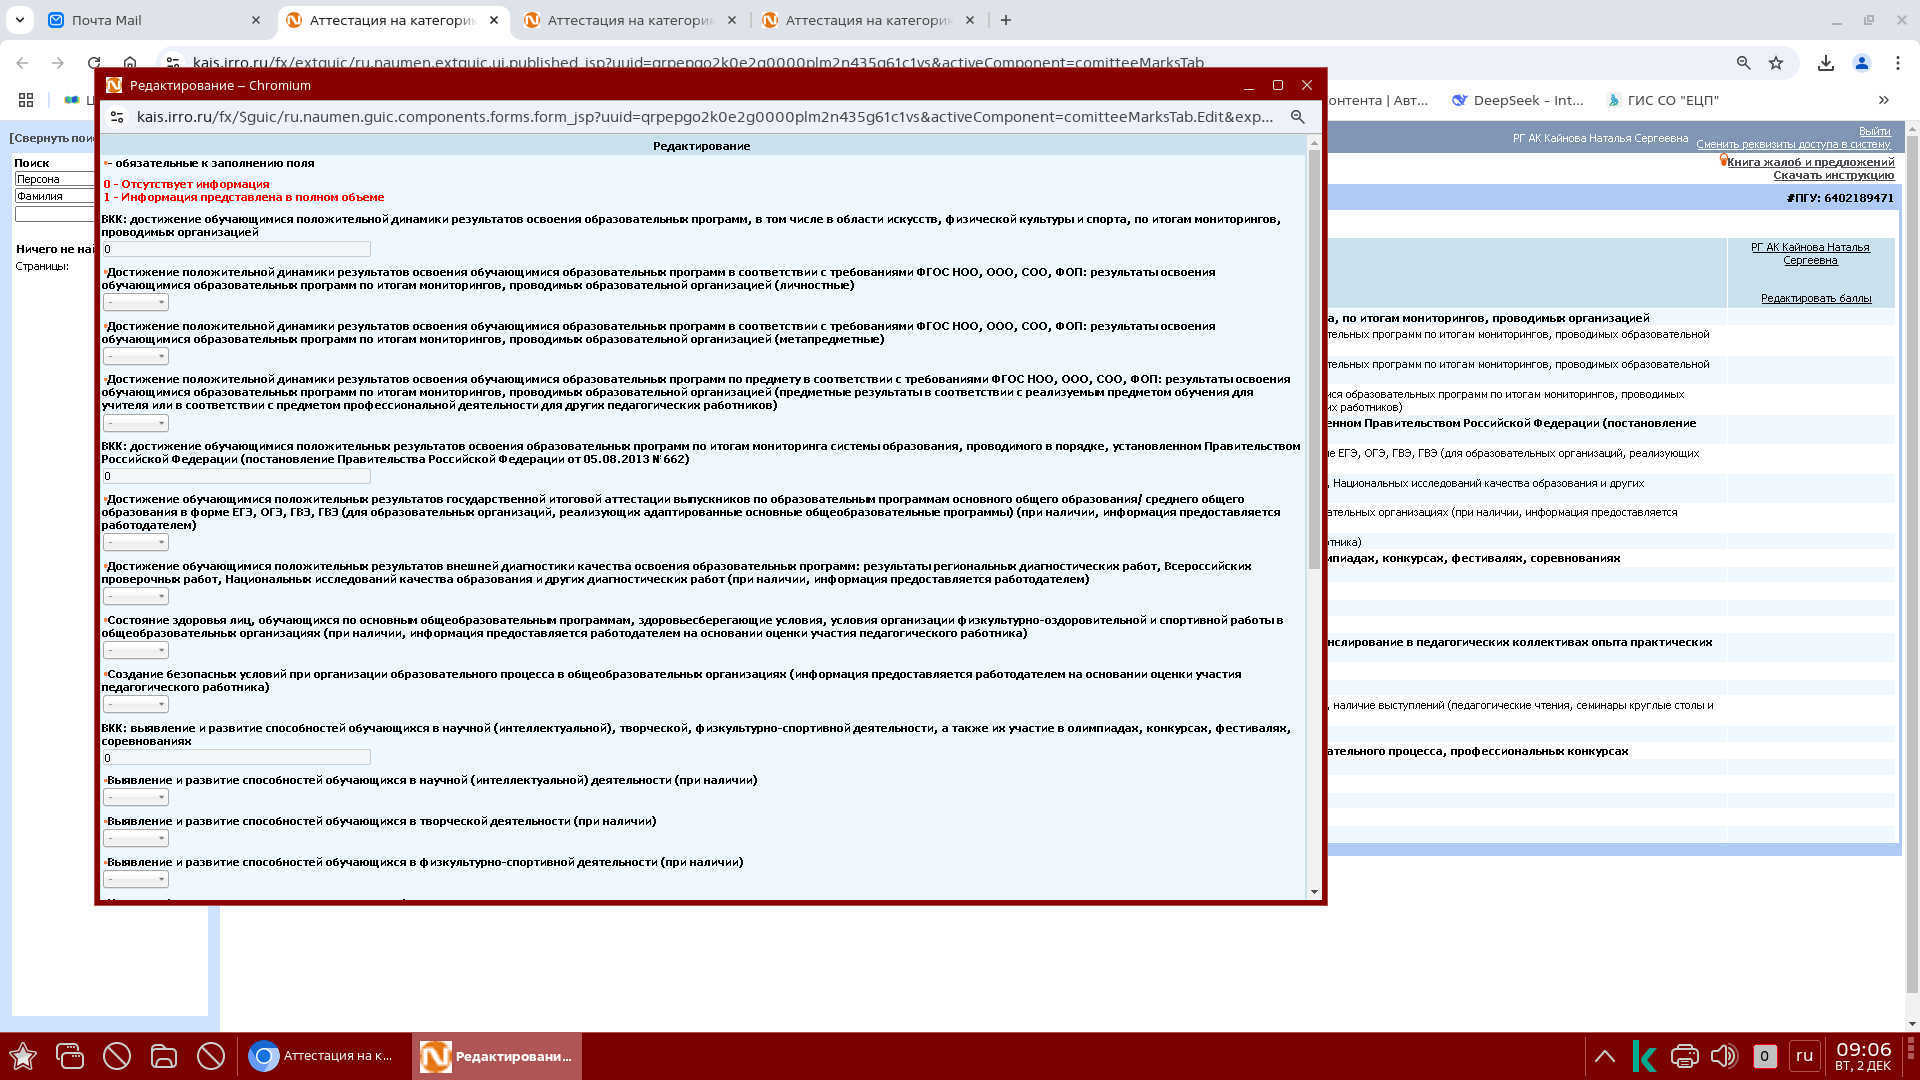 Почта Mail
Аттестация на категори
Аттестация на категори
Аттестация на категори
kais.irro.ru/fx/extguic/ru.naumen.extguic.ui.published_jsp?uuid=qrpepgo2k0e2g0000plm2n435g61c1vs&activeComponent=comitteeMarksTab
онтента | Авт...
DeepSeek - Int...
ГИС СО "ЕЦП"
Редактирование – Chromium
kais.irro.ru/fx/$guic/ru.naumen.guic.components.forms.form_jsp?uuid=qrpepgo2k0e2g0000plm2n435g61c1vs&activeComponent=comitteeMarksTab.Edit&exp...
[Свернуть пои
Поиск
Персона
Фамилия
Ничего не най
Страницы:
Редактирование
- обязательные к заполнению поля
0 - Отсутствует информация
1 - Информация представлена в полном объеме
ВКК: достижение обучающимися положительной динамики результатов освоения образовательных программ, в том числе в области искусств, физической культуры и спорта, по итогам мониторингов,
проводимых организацией
0
Достижение положительной динамики результатов освоения обучающимися образовательных программ в соответствии с требованиями ФГОС НОО, ООО, СОО, ФОП: результаты освоения
обучающимися образовательных программ по итогам мониторингов, проводимых образовательной организацией (личностные)
-
Достижение положительной динамики результатов освоения обучающимися образовательных программ в соответствии с требованиями ФГОС НОО, ООО, СОО, ФОП: результаты освоения
обучающимися образовательных программ по итогам мониторингов, проводимых образовательной организацией (метапредметные)
-
Достижение положительной динамики результатов освоения обучающимися образовательных программ по предмету в соответствии с требованиями ФГОС НОО, ООО, СОО, ФОП: результаты освоения
обучающимися образовательных программ по итогам мониторингов, проводимых образовательной организацией (предметные результаты в соответствии с реализуемым предметом обучения для
учителя или в соответствии с предметом профессиональной деятельности для других педагогических работников)
-
ВКК: достижение обучающимися положительных результатов освоения образовательных программ по итогам мониторинга системы образования, проводимого в порядке, установленном Правительством
Российской Федерации (постановление Правительства Российской Федерации от 05.08.2013 №662)
0
Достижение обучающимися положительных результатов государственной итоговой аттестации выпускников по образовательным программам основного общего образования/ среднего общего
образования в форме ЕГЭ, ОГЭ, ГВЭ, ГВЭ (для образовательных организаций, реализующих адаптированные основные общеобразовательные программы) (при наличии, информация предоставляется
работодателем)
-
Достижение обучающимися положительных результатов внешней диагностики качества освоения образовательных программ: результаты региональных диагностических работ, Всероссийских
проверочных работ, Национальных исследований качества образования и других диагностических работ (при наличии, информация предоставляется работодателем)
-
Состояние здоровья лиц, обучающихся по основным общеобразовательным программам, здоровьесберегающие условия, условия организации физкультурно-оздоровительной и спортивной работы в
общеобразовательных организациях (при наличии, информация предоставляется работодателем на основании оценки участия педагогического работника)
-
Создание безопасных условий при организации образовательного процесса в общеобразовательных организациях (информация предоставляется работодателем на основании оценки участия
педагогического работника)
-
ВКК: выявление и развитие способностей обучающихся в научной (интеллектуальной), творческой, физкультурно-спортивной деятельности, а также их участие в олимпиадах, конкурсах, фестивалях,
соревнованиях
0
Выявление и развитие способностей обучающихся в научной (интеллектуальной) деятельности (при наличии)
-
Выявление и развитие способностей обучающихся в творческой деятельности (при наличии)
-
Выявление и развитие способностей обучающихся в физкультурно-спортивной деятельности (при наличии)
-
РГ АК Кайнова Наталья Сергеевна
Выйти
Сменить реквизиты доступа в систему
Книга жалоб и предложений
Скачать инструкцию
#ПГУ: 6402189471
РГ АК Кайнова Наталья
Сергеевна
Редактировать баллы
а, по итогам мониторингов, проводимых организацией
тельных программ по итогам мониторингов, проводимых образовательной
тельных программ по итогам мониторингов, проводимых образовательной
ися образовательных программ по итогам мониторингов, проводимых
их работников)
енном Правительством Российской Федерации (постановление
ие ЕГЭ, ОГЭ, ГВЭ, ГВЭ (для образовательных организаций, реализующих
, Национальных исследований качества образования и других
ательных организациях (при наличии, информация предоставляется
тника)
мпиадах, конкурсах, фестивалях, соревнованиях
нслирование в педагогических коллективах опыта практических
, наличие выступлений (педагогические чтения, семинары круглые столы и
ательного процесса, профессиональных конкурсах
Аттестация на к...
Редактировани...
0
ru
09:06
ВТ, 2 ДЕК